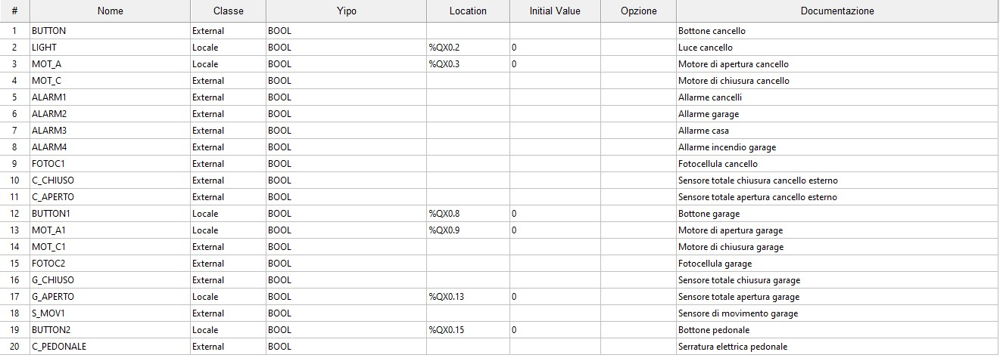 # Nome Classe Yipo Location Initial Value Opzione Documentazione
1 BUTTON External BOOL Bottone cancello
2 LIGHT Locale BOOL %QX0.2 0 Luce cancello
3 MOT_A Locale BOOL %QX0.3 0 Motore di apertura cancello
4 MOT_C External BOOL Motore di chiusura cancello
5 ALARM1 External BOOL Allarme cancelli
6 ALARM2 External BOOL Allarme garage
7 ALARM3 External BOOL Allarme casa
8 ALARM4 External BOOL Allarme incendio garage
9 FOTOC1 External BOOL Fotocellula cancello
10 C_CHIUSO External BOOL Sensore totale chiusura cancello esterno
11 C_APERTO External BOOL Sensore totale apertura cancello esterno
12 BUTTON1 Locale BOOL %QX0.8 0 Bottone garage
13 MOT_A1 Locale BOOL %QX0.9 0 Motore di apertura garage
14 MOT_C1 External BOOL Motore di chiusura garage
15 FOTOC2 External BOOL Fotocellula garage
16 G_CHIUSO External BOOL Sensore totale chiusura garage
17 G_APERTO Locale BOOL %QX0.13 0 Sensore totale apertura garage
18 S_MOV1 External BOOL Sensore di movimento garage
19 BUTTON2 Locale BOOL %QX0.15 0 Bottone pedonale
20 C_PEDONALE External BOOL Serratura elettrica pedonale